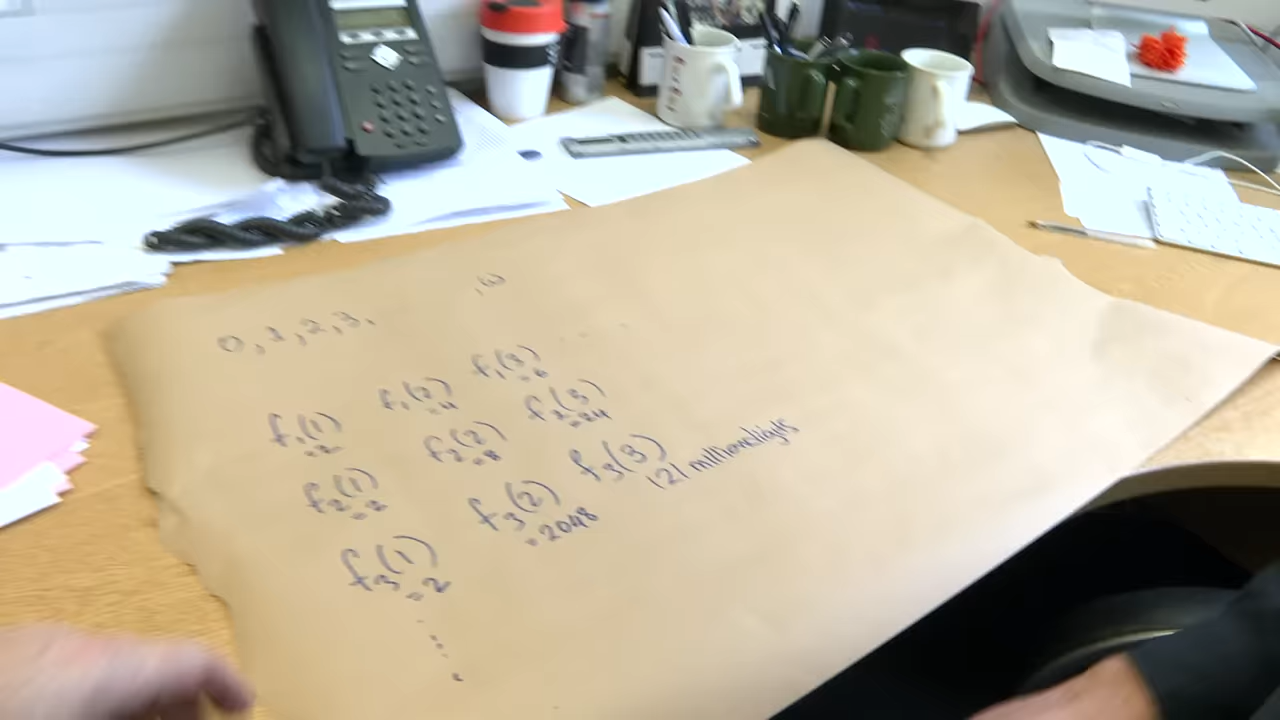 0, 1, 2, 3, , ω
f₁(1) =2 f₁(2) =4 f₁(3) =6
f₂(1) =2 f₂(2) =8 f₂(3) =24
f₃(1) =2 f₃(2) =2048 f₃(3) 121 million digits